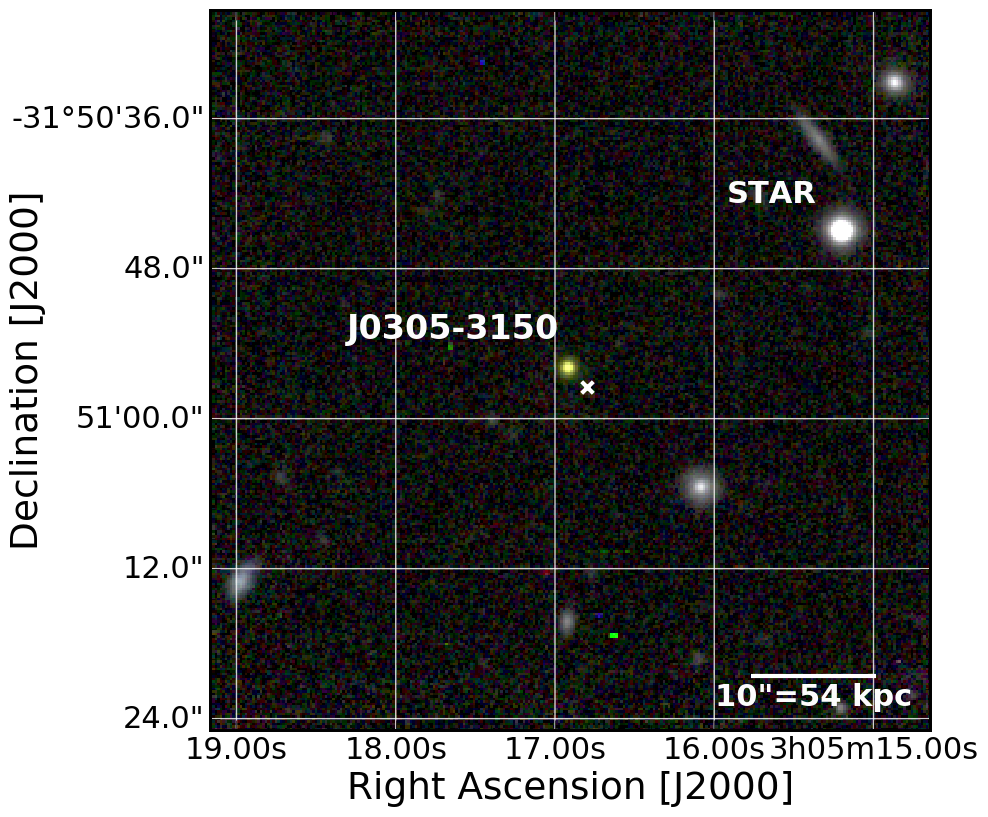 -31°50'36.0"
STAR
48.0"
J0305-3150
51'00.0"
12.0"
10"=54 kpc
24.0"
19.00s 18.00s 17.00s 16.00s 3h05m15.00s
Right Ascension [J2000]
Declination [J2000]